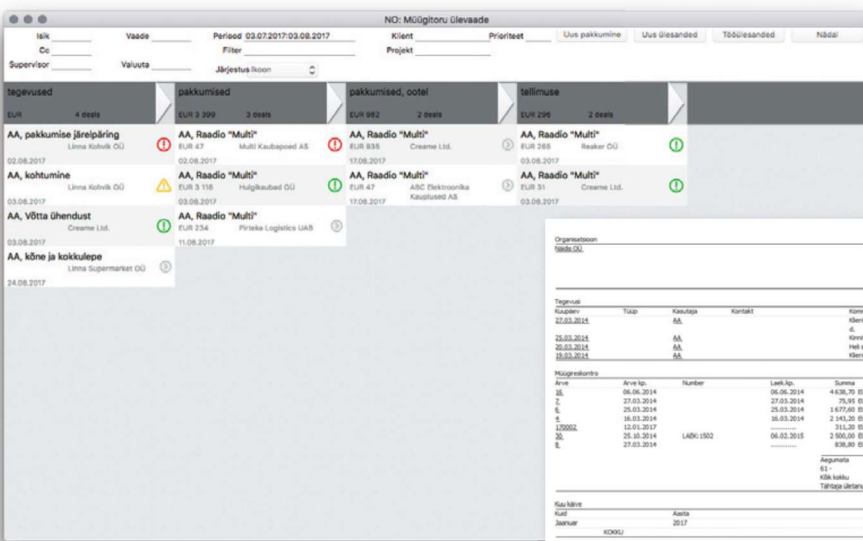 NO: Müügitoru ülevaade
Isik Vaade Periood 03.07.2017:03.08.2017 Klient Prioriteet Uus pakkumine Uus ülesanded Tööülesanded Nädal
Cc Filter Projekt
Supervisor Valuuta Järjestus Ikoon
tegevused pakkumised pakkumised, ootel tellimuse
EUR 4 deals EUR 3 399 3 deals EUR 982 2 deals EUR 296 2 deals
AA, pakkumise järelpäring AA, Raadio "Multi" AA, Raadio "Multi" AA, Raadio "Multi"
Linna Kohvik OÜ EUR 47 Multi Kaubapoed AS EUR 935 Creame Ltd. EUR 265 Reaker OÜ
02.08.2017 02.08.2017 17.08.2017 03.08.2017
AA, kohtumine AA, Raadio "Multi" AA, Raadio "Multi" AA, Raadio "Multi"
Linna Kohvik OÜ EUR 3 118 Hulgikaubad OÜ EUR 47 ABC Elektroonika Kauplused AS EUR 31 Creame Ltd.
03.08.2017 03.08.2017 17.08.2017 03.08.2017
AA, Võtta ühendust AA, Raadio "Multi"
Creame Ltd. EUR 234 Pirteka Logistics UAB
03.08.2017 11.08.2017
AA, kõne ja kokkulepe
Linna Supermarket OÜ
24.08.2017
Organisatsioon
Näide OÜ
Tegevusi
Kuupäev Tüüp Kasutaja Kontakt
27.03.2014 AA
d.
25.03.2014 AA
20.03.2014 AA
19.03.2014 AA
Müügireskontro
Arve Arve kp. Number Laek.kp. Summa
16 06.06.2014 06.06.2014 4 638,70
7 27.03.2014 27.03.2014 75,95
6 25.03.2014 25.03.2014 1 677,60
4 16.03.2014 16.03.2014 2 143,20
170002 12.01.2017 ............ 311,20
30 25.10.2014 LAEK:1502 06.02.2015 2 500,00
8 27.03.2014 ............ 838,80
Aegumata
61 -
Kõik kokku
Kuu käive
Kuid Aasta
Jaanuar 2017
KOKKU